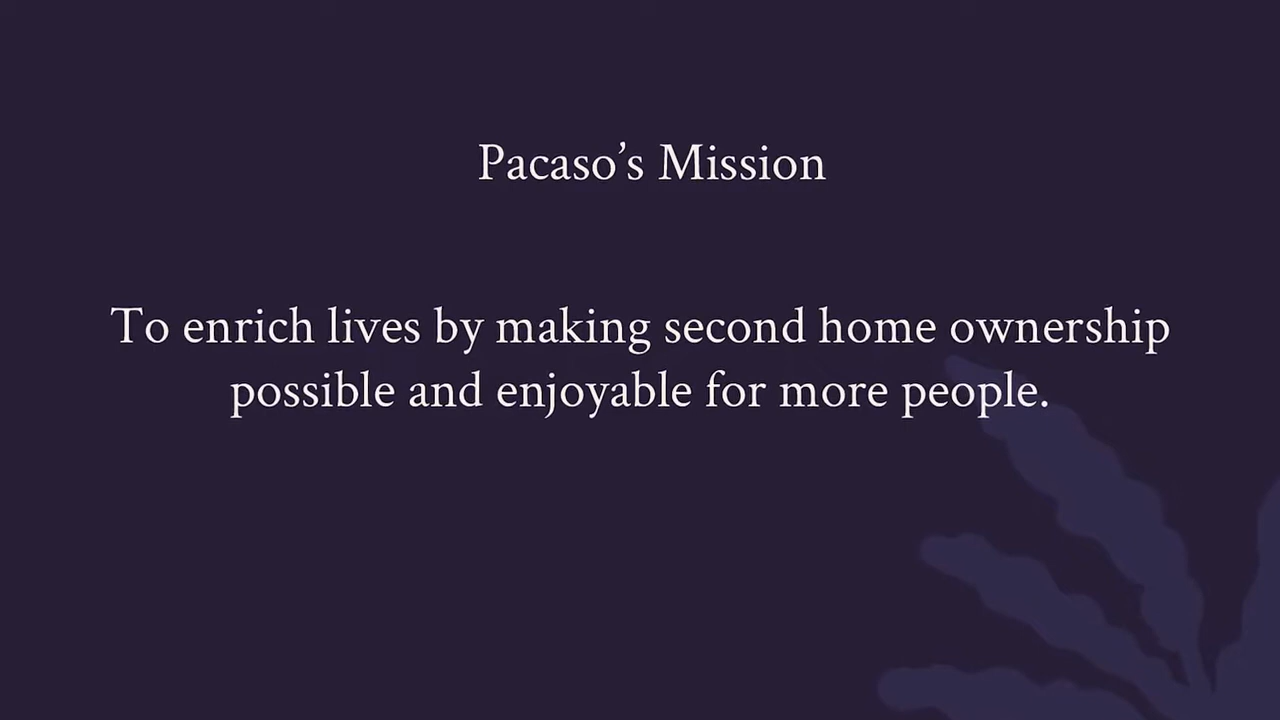 Pacaso’s Mission
To enrich lives by making second home ownership
possible and enjoyable for more people.